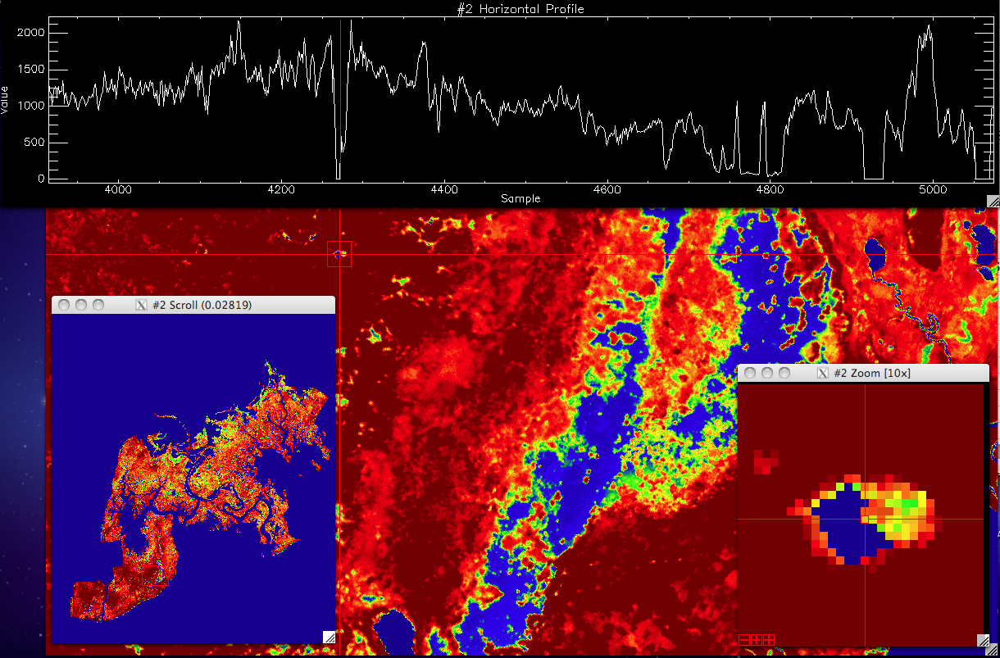 #2 Horizontal Profile
2000
1500
1000
500
0
Value
4000 4200 4400 4600 4800 5000
Sample
X #2 Scroll (0.02819)
X #2 Zoom [10x]